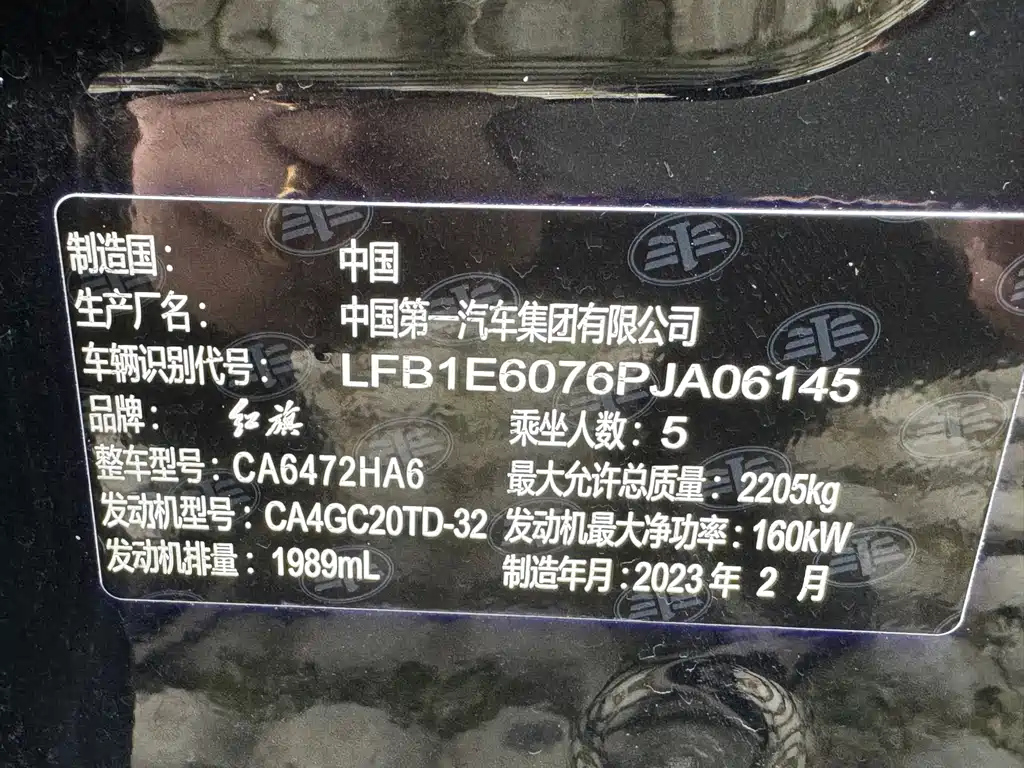 制造国： 中国
生产厂名： 中国第一汽车集团有限公司
车辆识别代号： LFB1E6076PJA06145
品牌： 红旗 乘坐人数：5
整车型号：CA6472HA6 最大允许总质量：2205kg
发动机型号：CA4GC20TD-32 发动机最大净功率：160kW
发动机排量：1989mL 制造年月：2023年 2 月